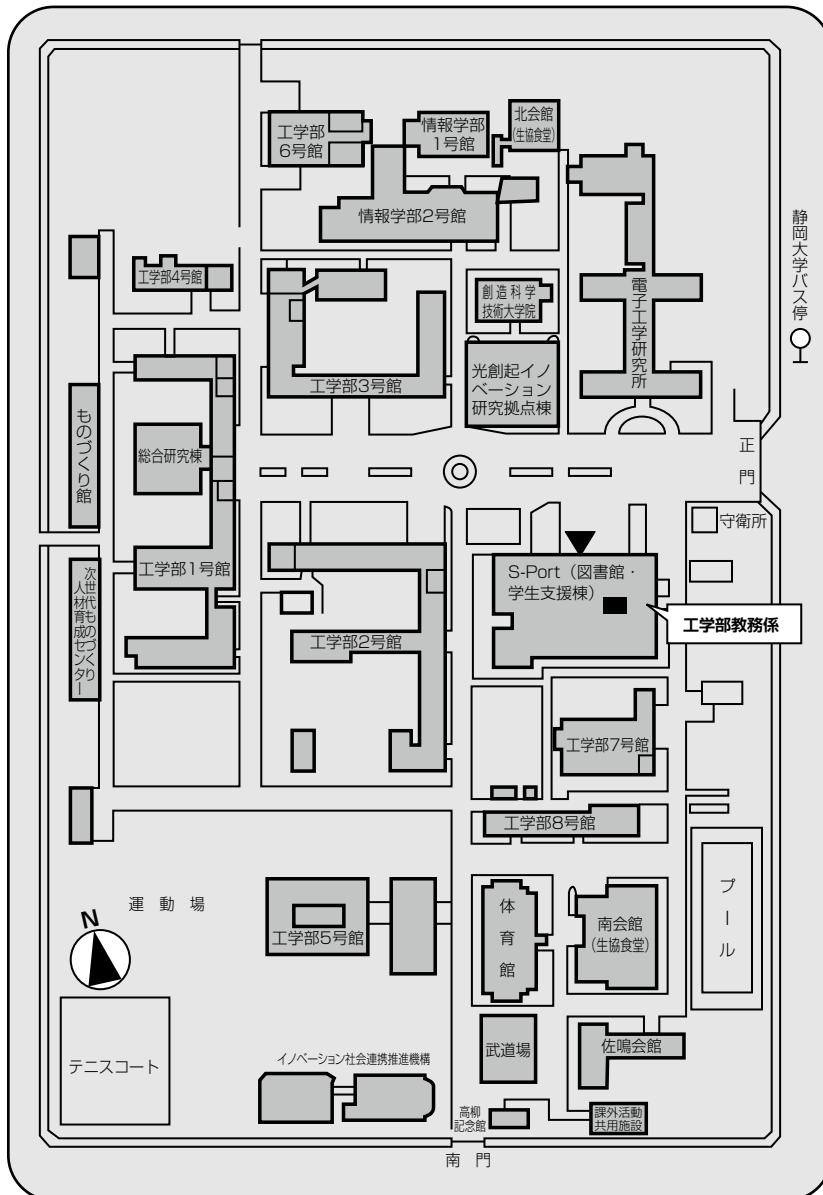 工学部
6号館
情報学部
1号館
北会館
(生協食堂)
情報学部2号館
静岡大学バス停
工学部4号館
創造科学
技術大学院
電子工学研究所
工学部3号館
光創起イノ
ベーション
研究拠点棟
ものづくり館
総合研究棟
正門
守衛所
工学部1号館
S-Port（図書館・
学生支援棟）
工学部教務係
次世代ものづくり
人材育成センター
工学部2号館
工学部7号館
工学部8号館
運動場
N
工学部5号館
体育館
南会館
(生協食堂)
プール
テニスコート
イノベーション社会連携推進機構
武道場
佐鳴会館
高柳
記念館
課外活動
共用施設
南門